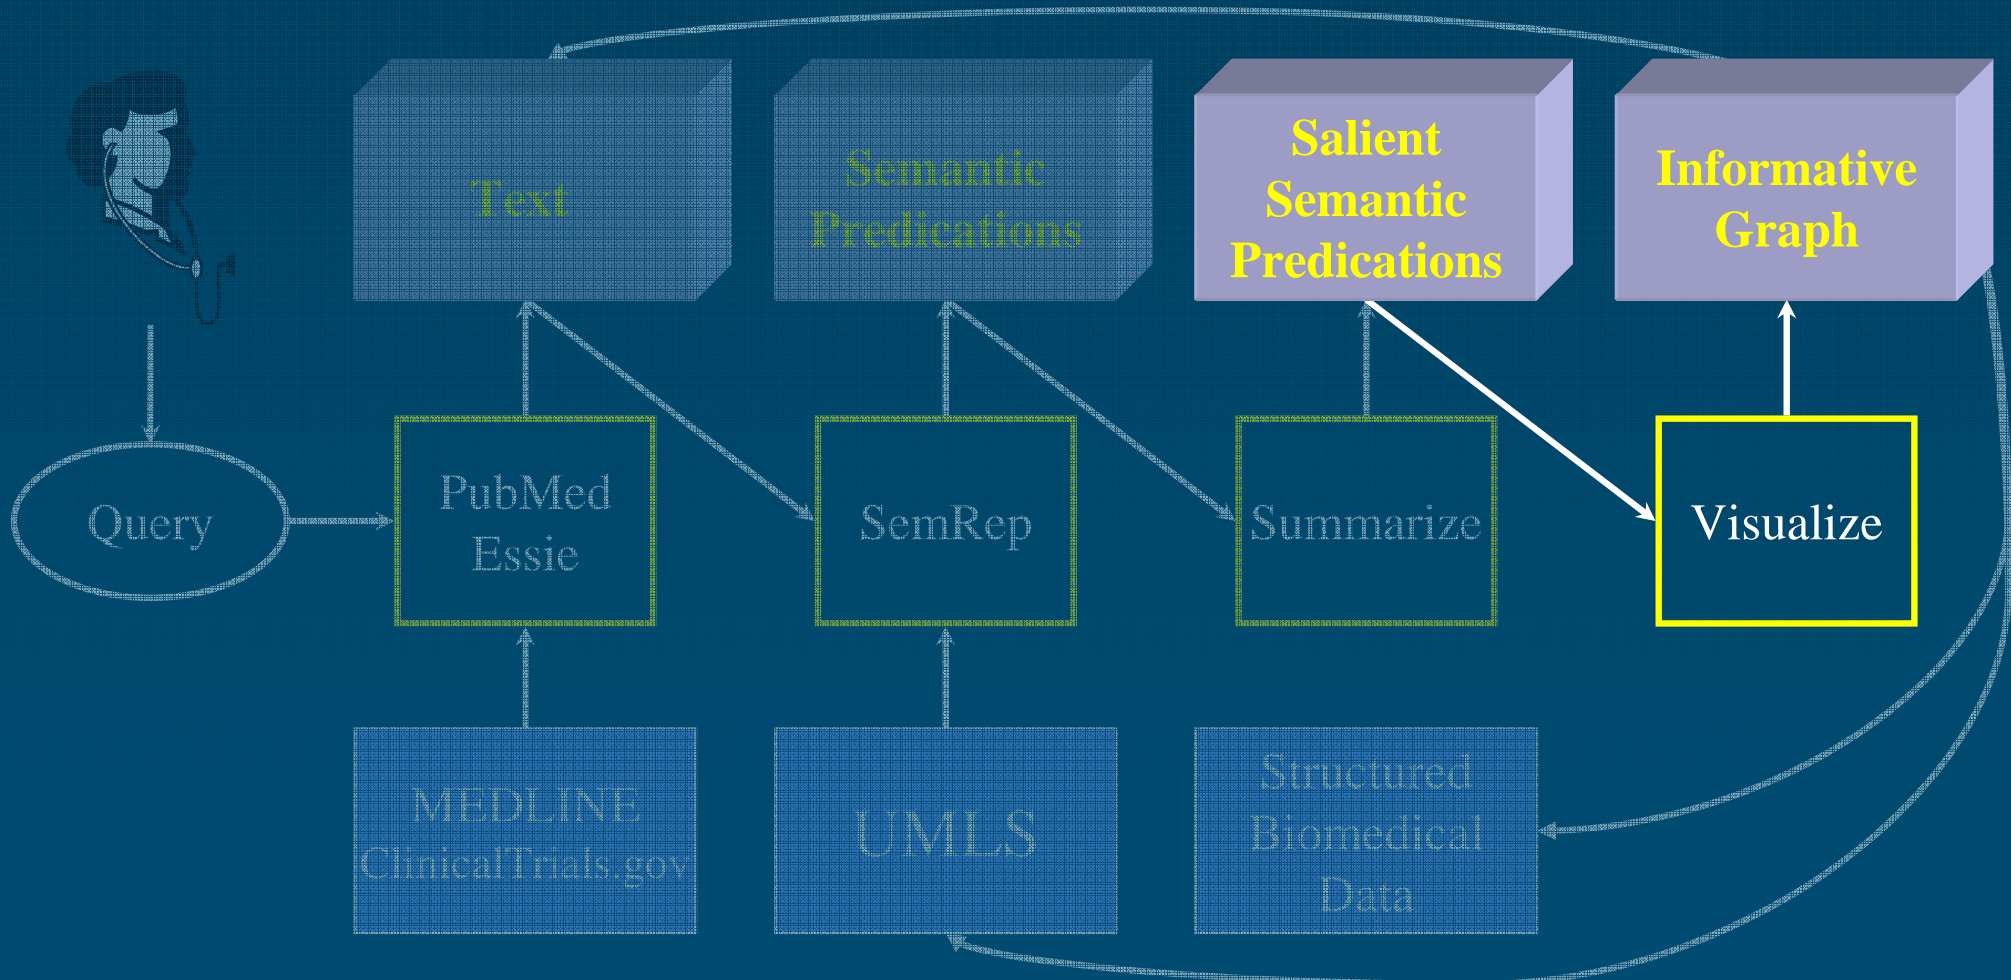 Text
Semantic
Predications
Salient
Semantic
Predications
Informative
Graph
Query
PubMed
Essie
SemRep
Summarize
Visualize
MEDLINE
ClinicalTrials.gov
UMLS
Structured
Biomedical
Data